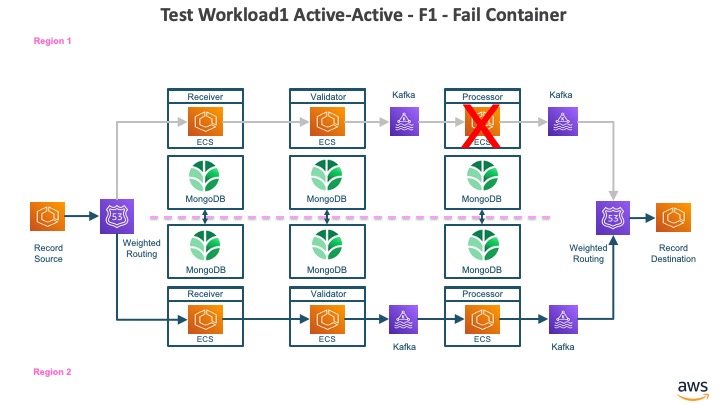 Test Workload1 Active-Active - F1 - Fail Container
Region 1
Receiver
Validator
Kafka
Processor
Kafka
ECS
ECS
ECS
MongoDB
MongoDB
MongoDB
53
53
Record
Source
Weighted
Routing
Weighted
Routing
Record
Destination
MongoDB
MongoDB
MongoDB
Receiver
Validator
Processor
ECS
ECS
Kafka
ECS
Kafka
Region 2
aws